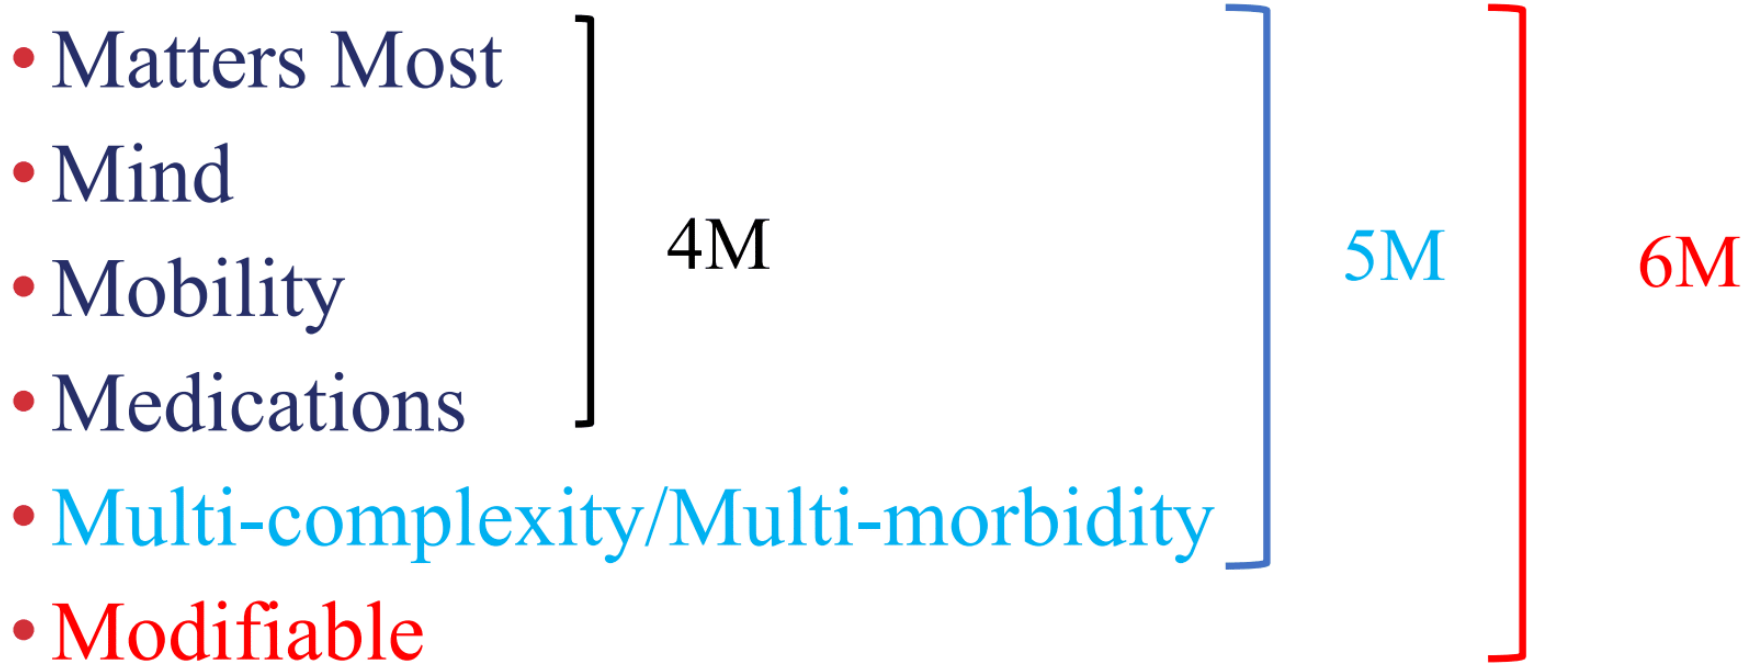 • Matters Most
• Mind
• Mobility
• Medications
• Multi-complexity/Multi-morbidity
• Modifiable
4M
5M
6M